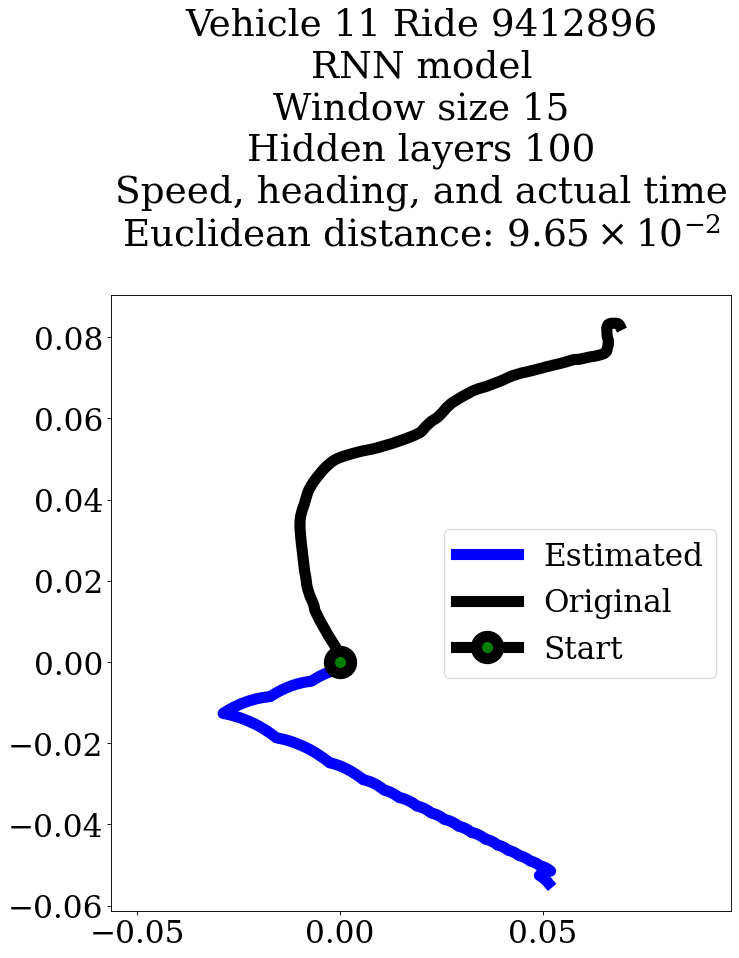 Vehicle 11 Ride 9412896
RNN model
Window size 15
Hidden layers 100
Speed, heading, and actual time
Euclidean distance: 9.65 × 10⁻²
0.08
0.06
0.04
0.02
0.00
−0.02
−0.04
−0.06
−0.05 0.00 0.05
Estimated
Original
Start